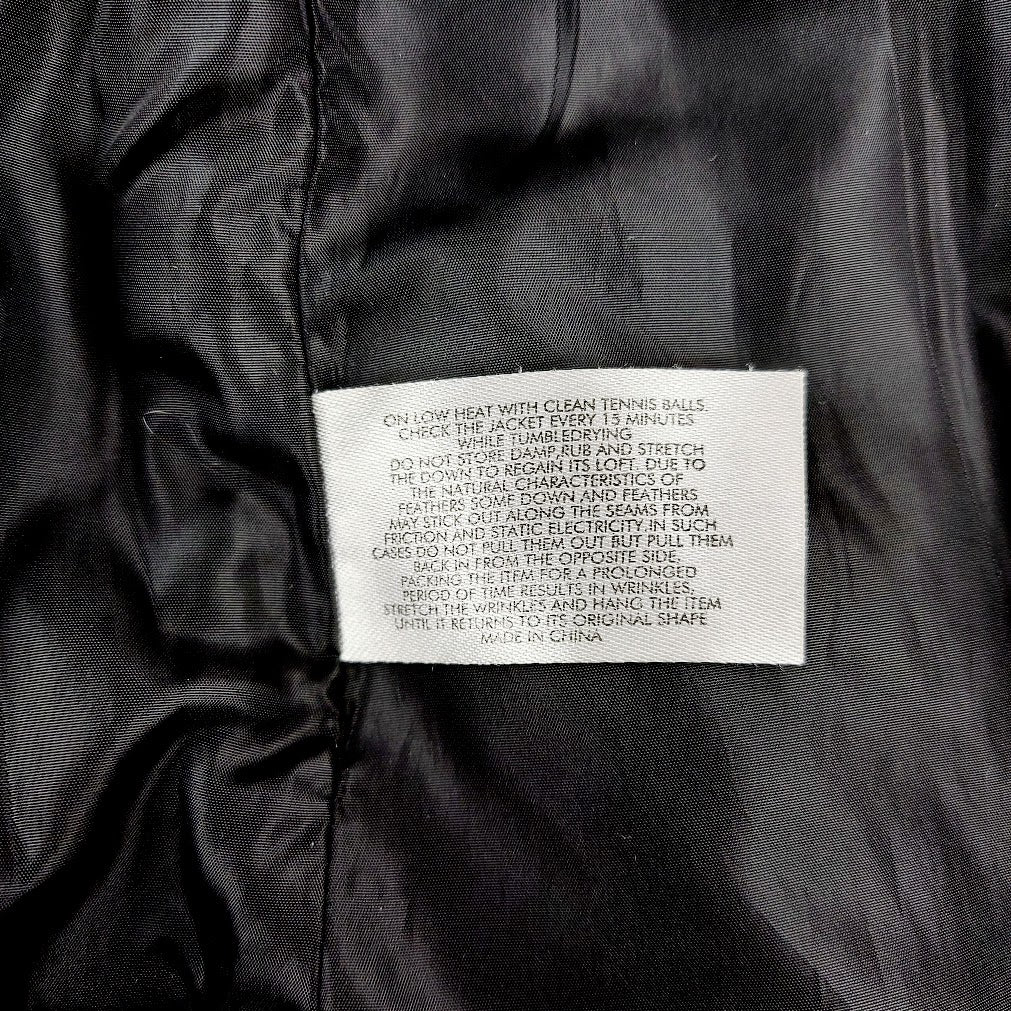 ON LOW HEAT WITH CLEAN TENNIS BALLS.
CHECK THE JACKET EVERY 15 MINUTES
WHILE TUMBLEDRYING
DO NOT STORE DAMP,RUB AND STRETCH
THE DOWN TO REGAIN ITS LOFT. DUE TO
THE NATURAL CHARACTERISTICS OF
FEATHERS SOME DOWN AND FEATHERS
MAY STICK OUT ALONG THE SEAMS FROM
FRICTION AND STATIC ELECTRICITY,IN SUCH
CASES DO NOT PULL THEM OUT BUT PULL THEM
BACK IN FROM THE OPPOSITE SIDE.
PACKING THE ITEM FOR A PROLONGED
PERIOD OF TIME RESULTS IN WRINKLES,
STRETCH THE WRINKLES AND HANG THE ITEM
UNTIL IT RETURNS TO ITS ORIGINAL SHAPE
MADE IN CHINA